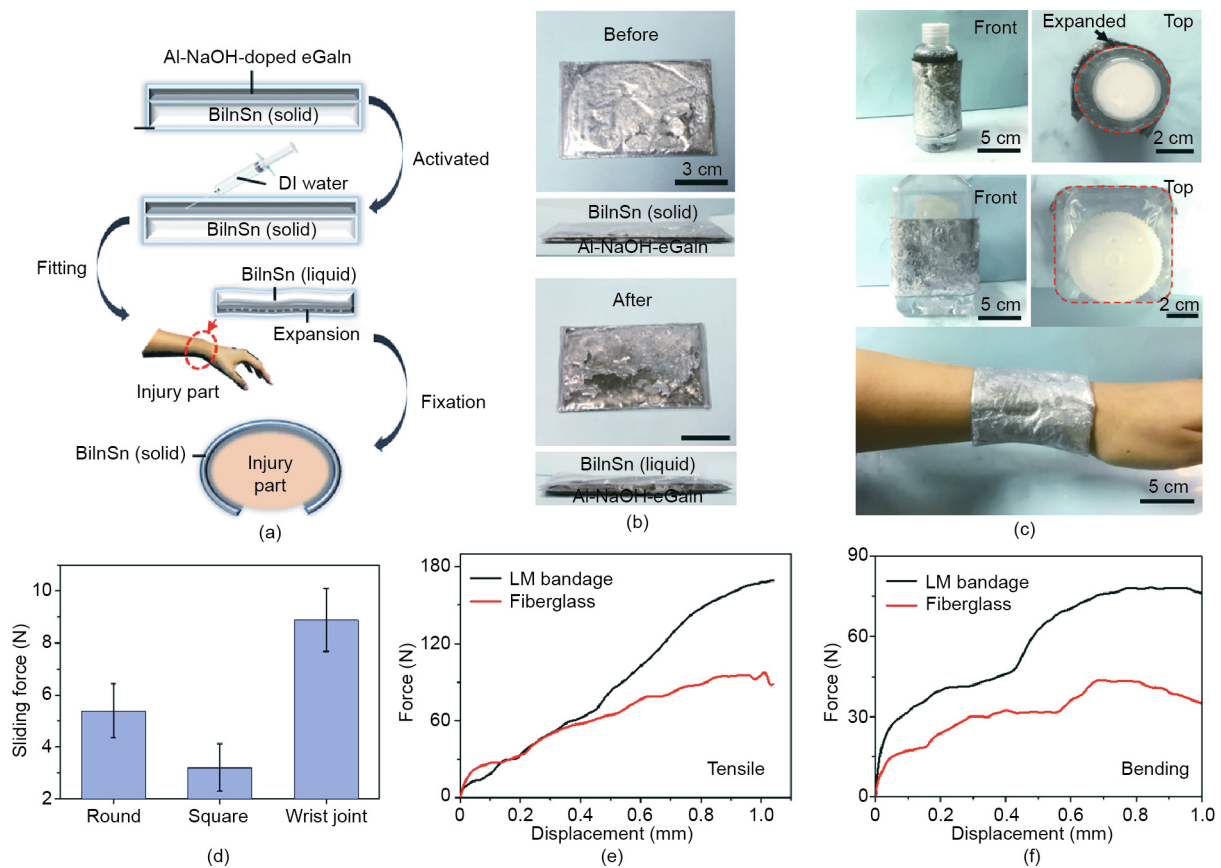 Al-NaOH-doped eGaln
BilnSn (solid)
Activated
DI water
BilnSn (solid)
Fitting
BilnSn (liquid)
Expansion
Injury part
Fixation
BilnSn (solid)
Injury
part
(a)
Before
3 cm
BilnSn (solid)
Al-NaOH-eGaln
After
BilnSn (liquid)
Al-NaOH-eGaln
(b)
Front
5 cm
Expanded
Top
2 cm
Front
5 cm
Top
2 cm
5 cm
(c)
Sliding force (N)
10
8
6
4
2
Round
Square
Wrist joint
(d)
Force (N)
180
120
60
0
LM bandage
Fiberglass
Tensile
0
0.2
0.4
0.6
0.8
1.0
Displacement (mm)
(e)
Force (N)
90
60
30
0
LM bandage
Fiberglass
Bending
0
0.2
0.4
0.6
0.8
1.0
Displacement (mm)
(f)